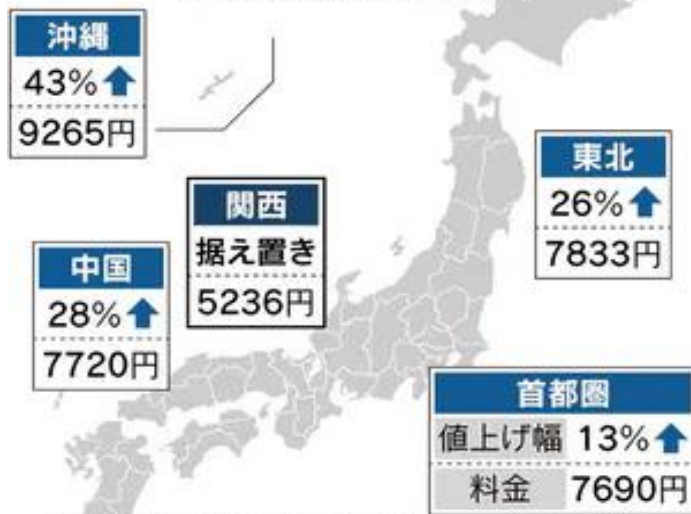 沖縄
43%⬆
9265円
東北
26%⬆
7833円
関西
据え置き
5236円
中国
28%⬆
7720円
首都圏
値上げ幅 13%⬆
料金 7690円